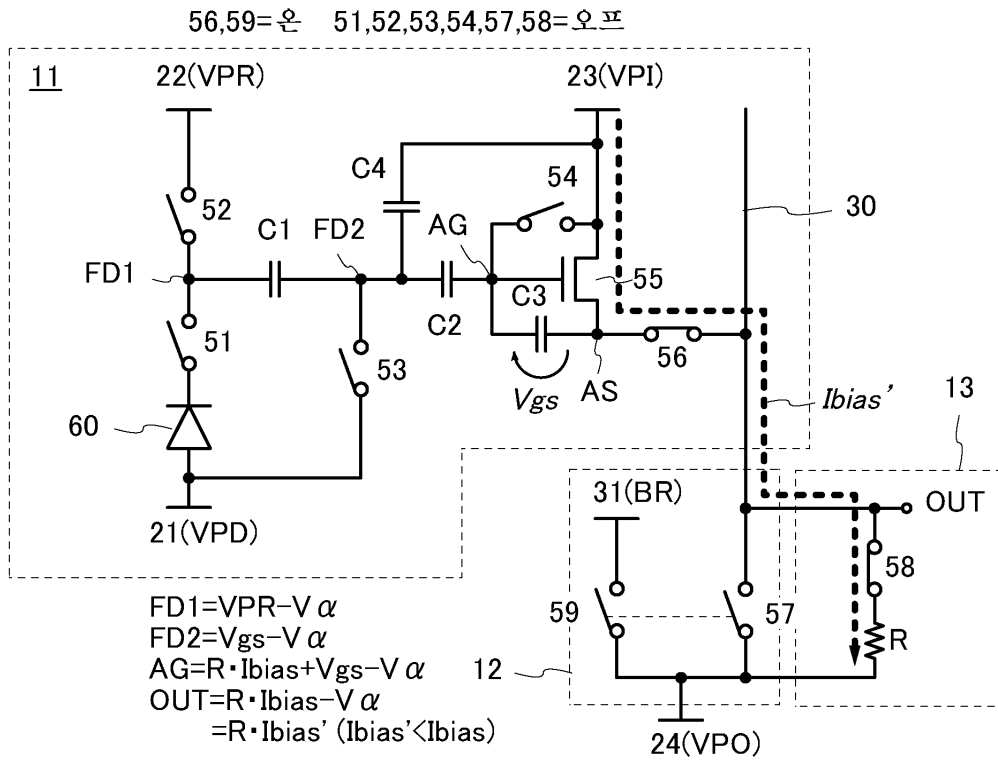 56,59=온 51,52,53,54,57,58=오프
11
22(VPR)
23(VPI)
C4
54
52
30
C1
FD2
AG
FD1
55
C3
C2
51
53
56
Vgs
AS
60
Ibias’
13
31(BR)
OUT
21(VPD)
58
59
57
R
12
24(VPO)
FD1=VPR-Vα
FD2=Vgs-Vα
AG=R・Ibias+Vgs-Vα
OUT=R・Ibias-Vα
=R・Ibias' (Ibias'<Ibias)